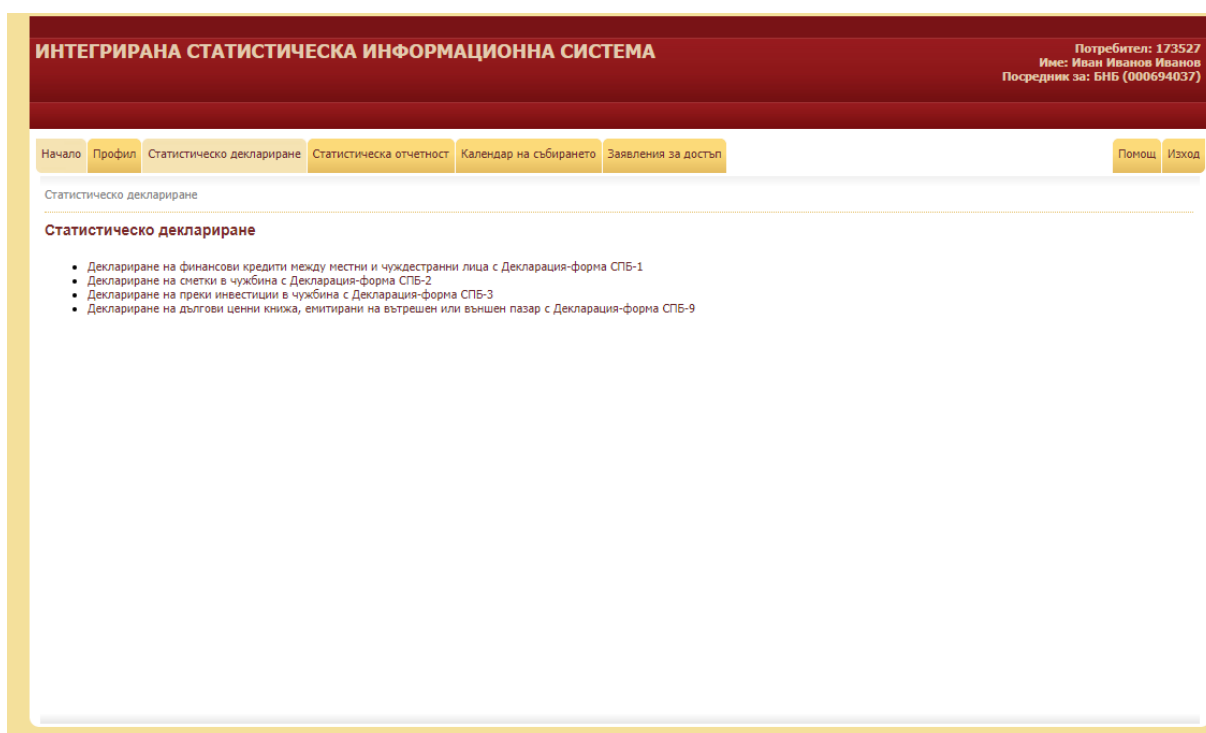 ИНТЕГРИРАНА СТАТИСТИЧЕСКА ИНФОРМАЦИОННА СИСТЕМА
Потребител: 173527
Име: Иван Иванов Иванов
Посредник за: БНБ (000694037)
Начало Профил Статистическо деклариране Статистическа отчетност Календар на събирането Заявления за достъп Помощ Изход
Статистическо деклариране
Статистическо деклариране
• Деклариране на финансови кредити между местни и чуждестранни лица с Декларация-форма СПБ-1
• Деклариране на сметки в чужбина с Декларация-форма СПБ-2
• Деклариране на преки инвестиции в чужбина с Декларация-форма СПБ-3
• Деклариране на дългови ценни книжа, емитирани на вътрешен или външен пазар с Декларация-форма СПБ-9